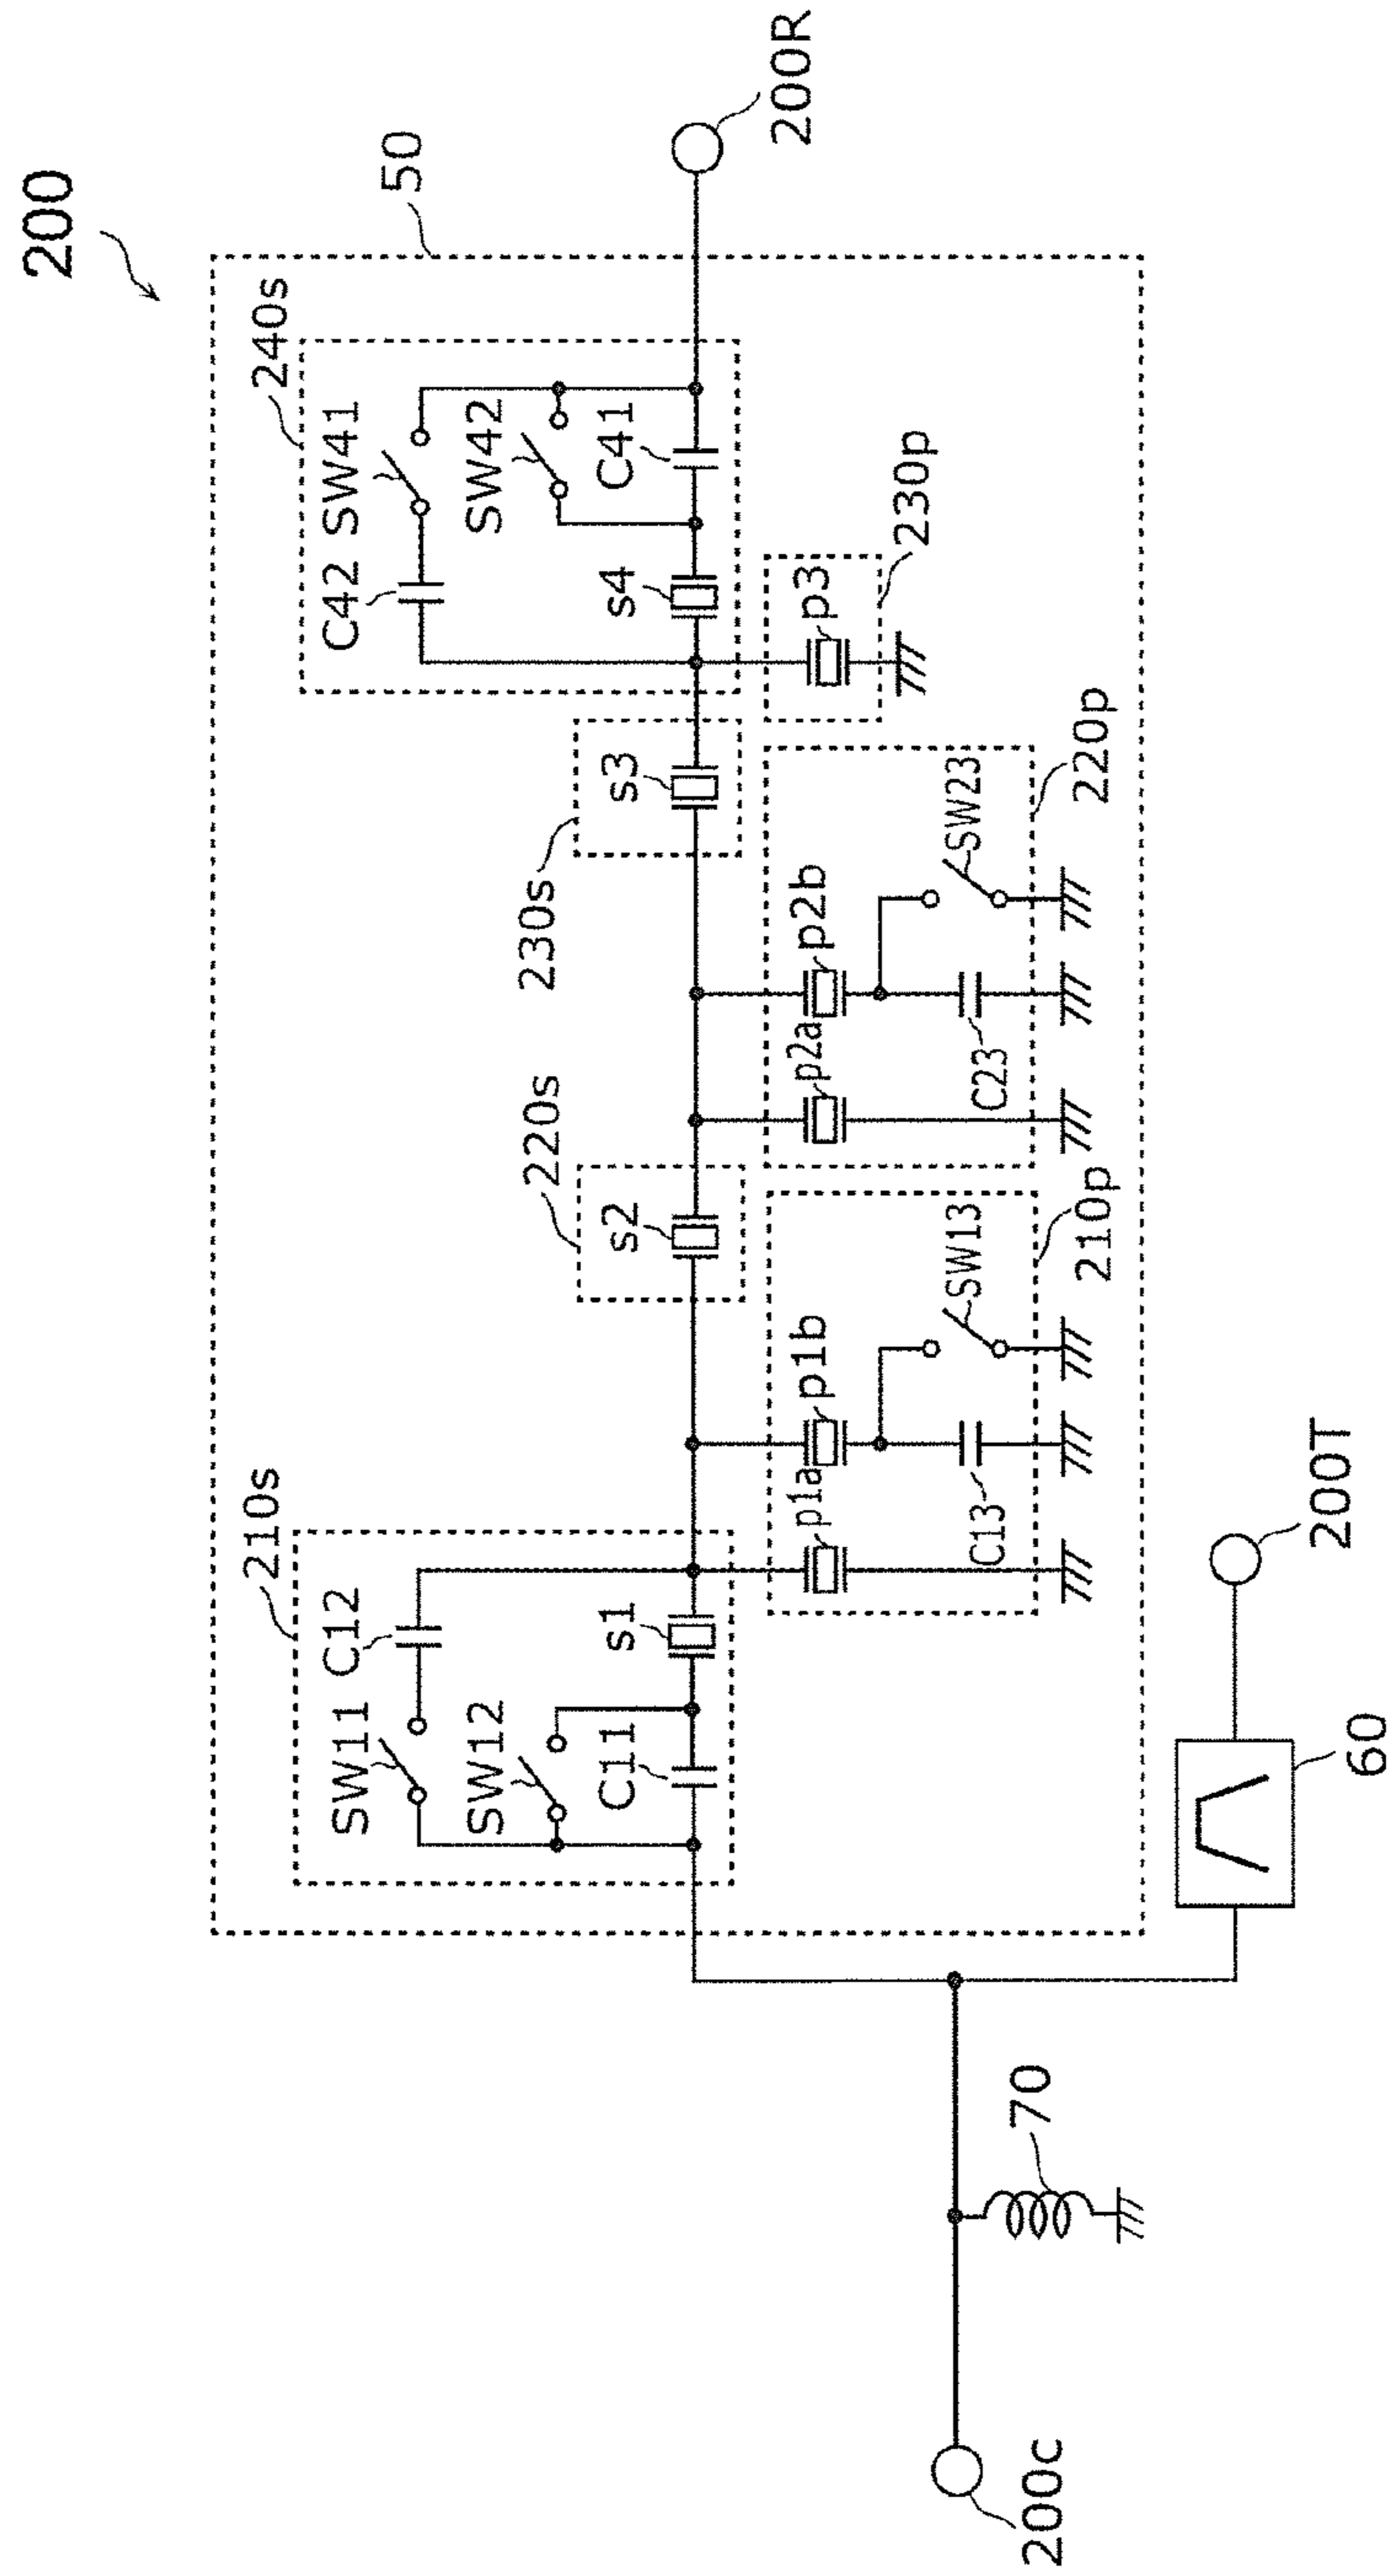 200
50
240s
C42
SW41
SW42
C41
s4
200R
230s
s3
230p
p3
220s
s2
220p
p2a
p2b
C23
SW23
210s
SW11
C12
SW12
C11
s1
210p
p1a
p1b
C13
SW13
200T
60
70
200c